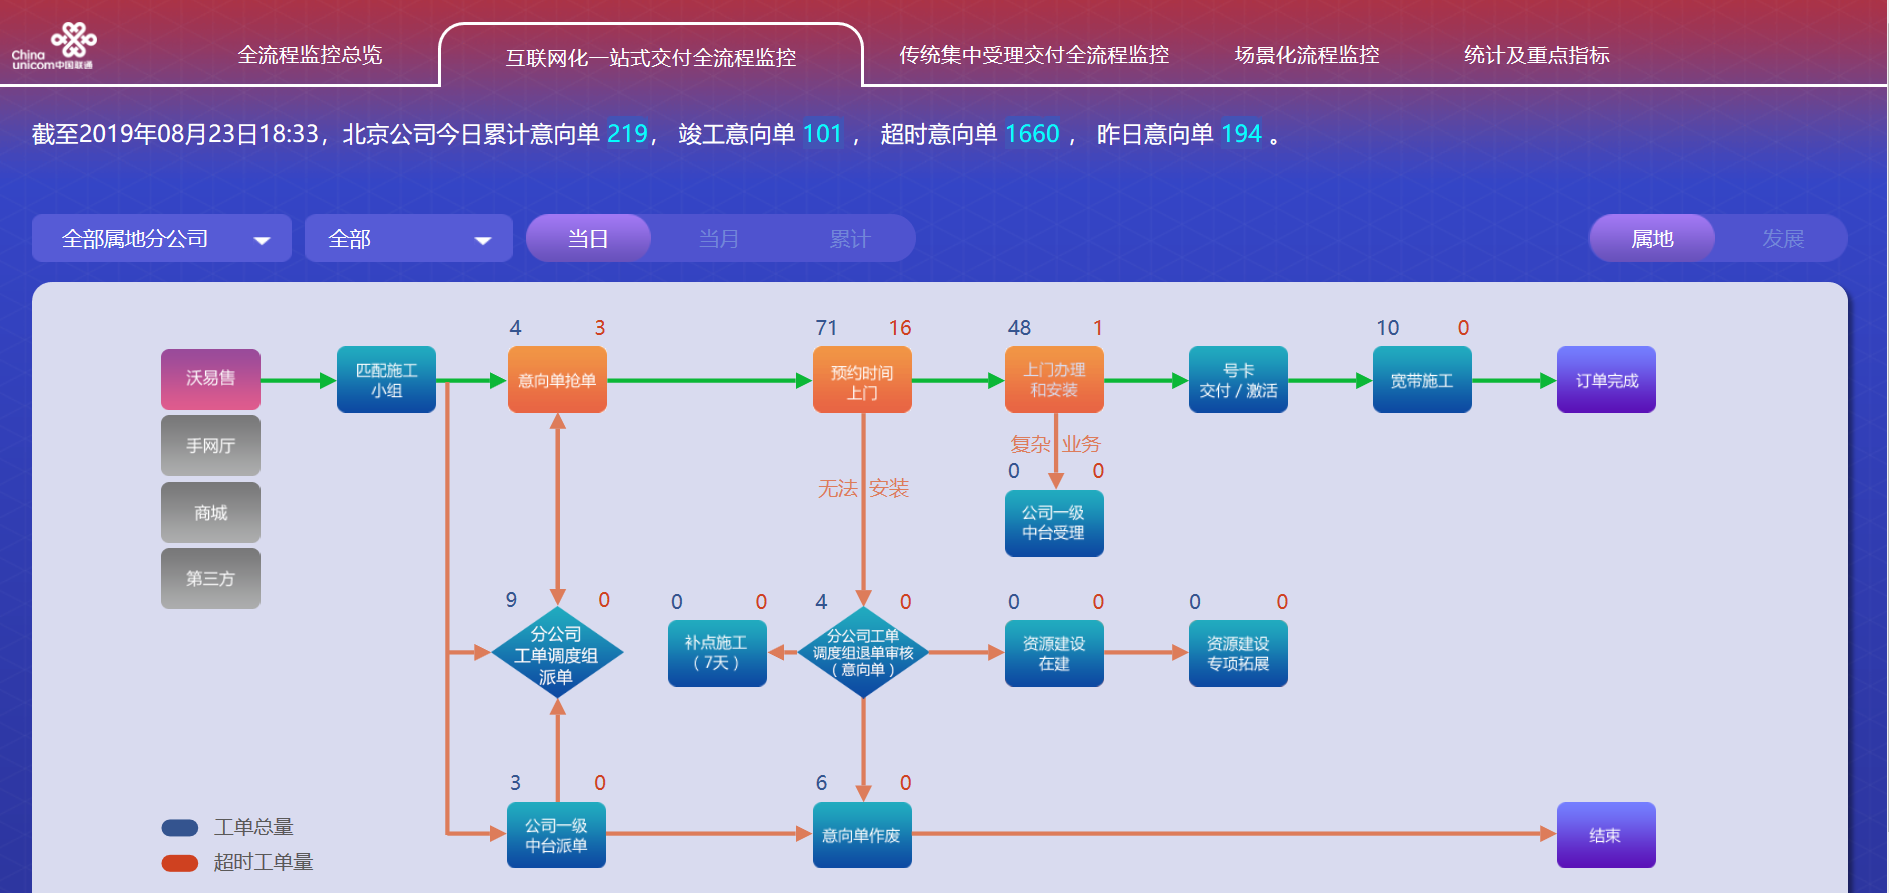 China
unicom中国联通
全流程监控总览
互联网化一站式交付全流程监控
传统集中受理交付全流程监控
场景化流程监控
统计及重点指标
截至2019年08月23日18:33，北京公司今日累计意向单 219， 竣工意向单 101 ， 超时意向单 1660 ， 昨日意向单 194 。
全部属地分公司
全部
当日
当月
累计
属地
发展
4 3
71 16
48 1
10 0
沃易售
匹配施工
小组
意向单抢单
预约时间
上门
上门办理
和安装
号卡
交付 / 激活
宽带施工
订单完成
手网厅
商城
第三方
复杂 业务
0 0
无法 安装
公司一级
中台受理
9 0
0 0
4 0
0 0
0 0
分公司
工单调度组
派单
补点施工
（ 7天 ）
分公司工单
调度组退单审核
（ 意向单 ）
资源建设
在建
资源建设
专项拓展
3 0
6 0
公司一级
中台派单
意向单作废
结束
工单总量
超时工单量